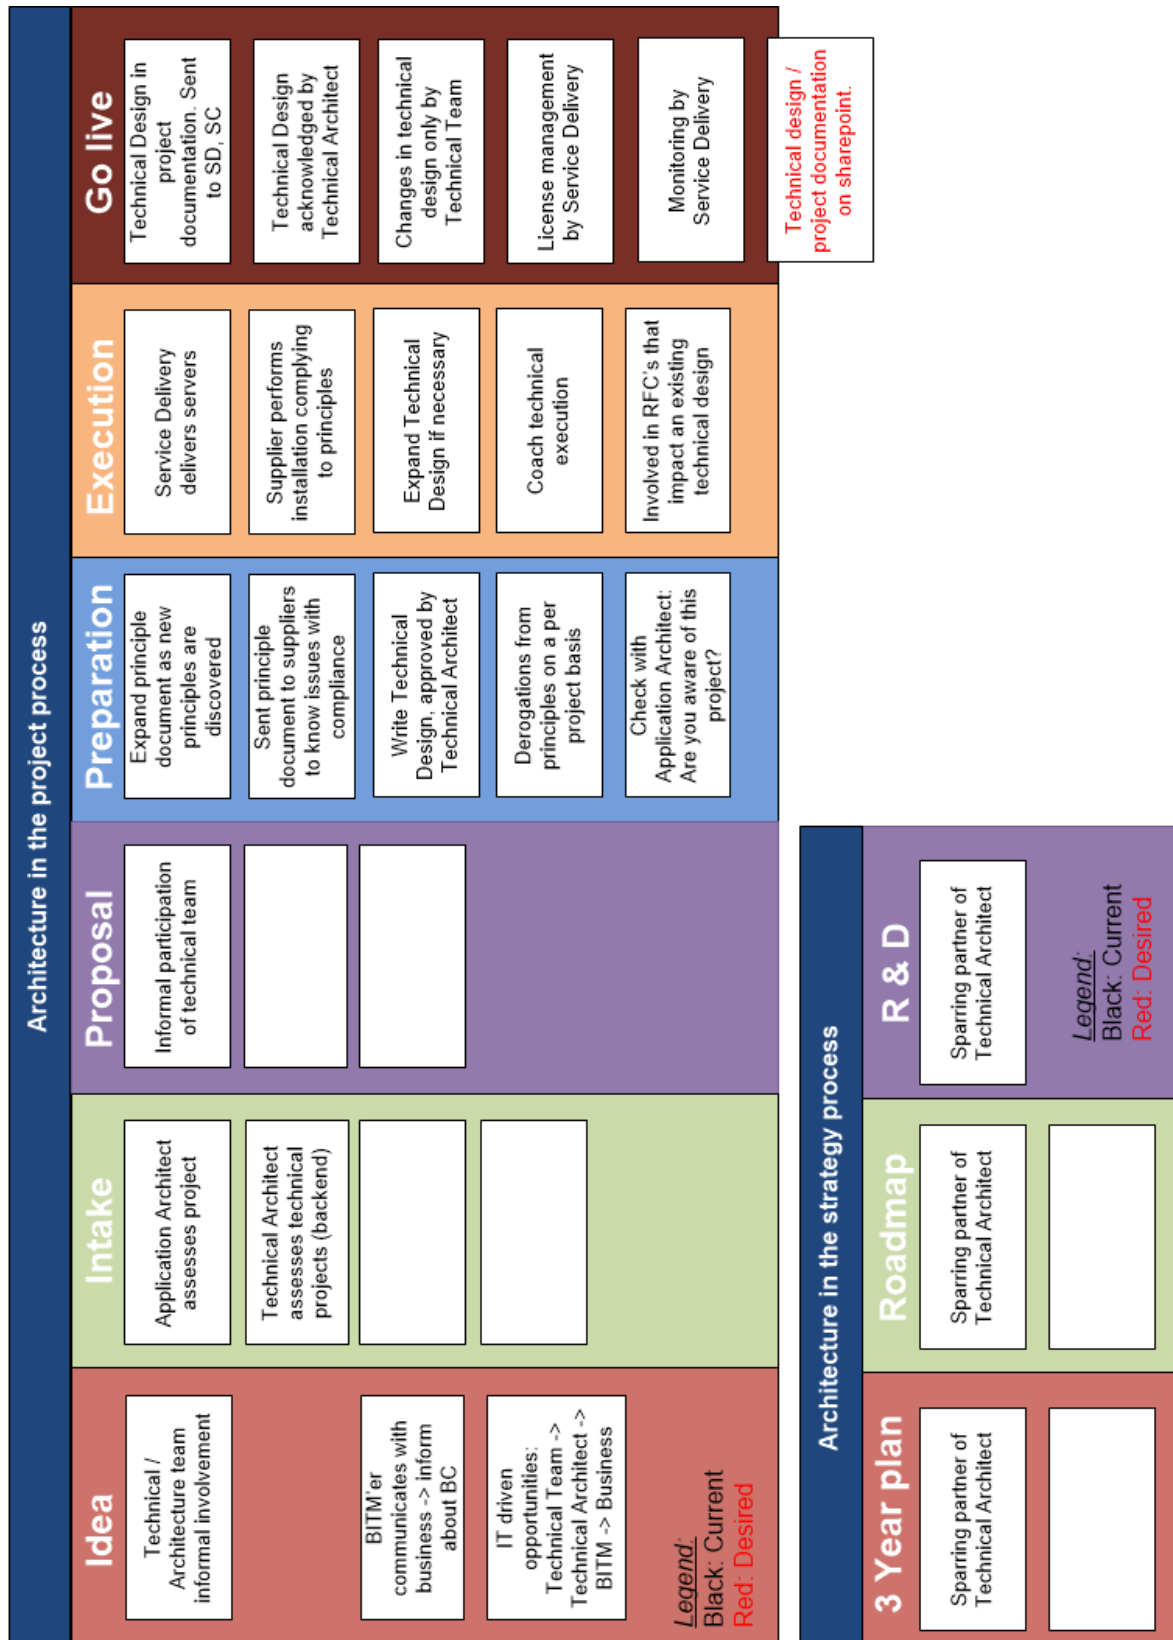 Architecture in the project process
Idea
Technical /
Architecture team
informal involvement
BITM'er
communicates with
business -> inform
about BC
IT driven
opportunities:
Technical Team ->
Technical Architect ->
BITM -> Business
Legend:
Black: Current
Red: Desired
Intake
Application Architect
assesses project
Technical Architect
assesses technical
projects (backend)
Proposal
Informal participation
of technical team
Preparation
Expand principle
document as new
principles are
discovered
Sent principle
document to suppliers
to know issues with
compliance
Write Technical
Design, approved by
Technical Architect
Derogations from
principles on a per
project basis
Check with
Application Architect:
Are you aware of this
project?
Execution
Service Delivery
delivers servers
Supplier performs
installation complying
to principles
Expand Technical
Design if necessary
Coach technical
execution
Involved in RFC's that
impact an existing
technical design
Go live
Technical Design in
project
documentation. Sent
to SD, SC
Technical Design
acknowledged by
Technical Architect
Changes in technical
design only by
Technical Team
License management
by Service Delivery
Monitoring by
Service Delivery
Technical design /
project documentation
on sharepoint.
Architecture in the strategy process
3 Year plan
Sparring partner of
Technical Architect
Roadmap
Sparring partner of
Technical Architect
R & D
Sparring partner of
Technical Architect
Legend:
Black: Current
Red: Desired